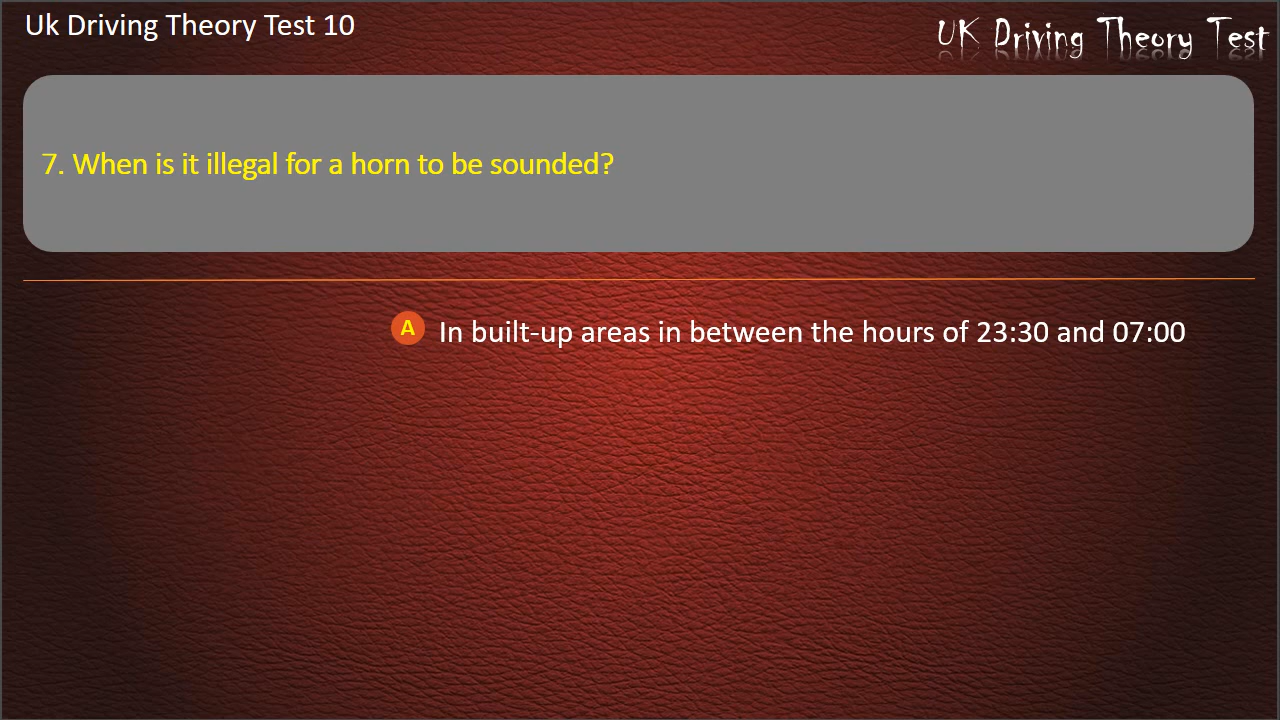 Uk Driving Theory Test 10
UK Driving Theory Test
7. When is it illegal for a horn to be sounded?
A In built-up areas in between the hours of 23:30 and 07:00